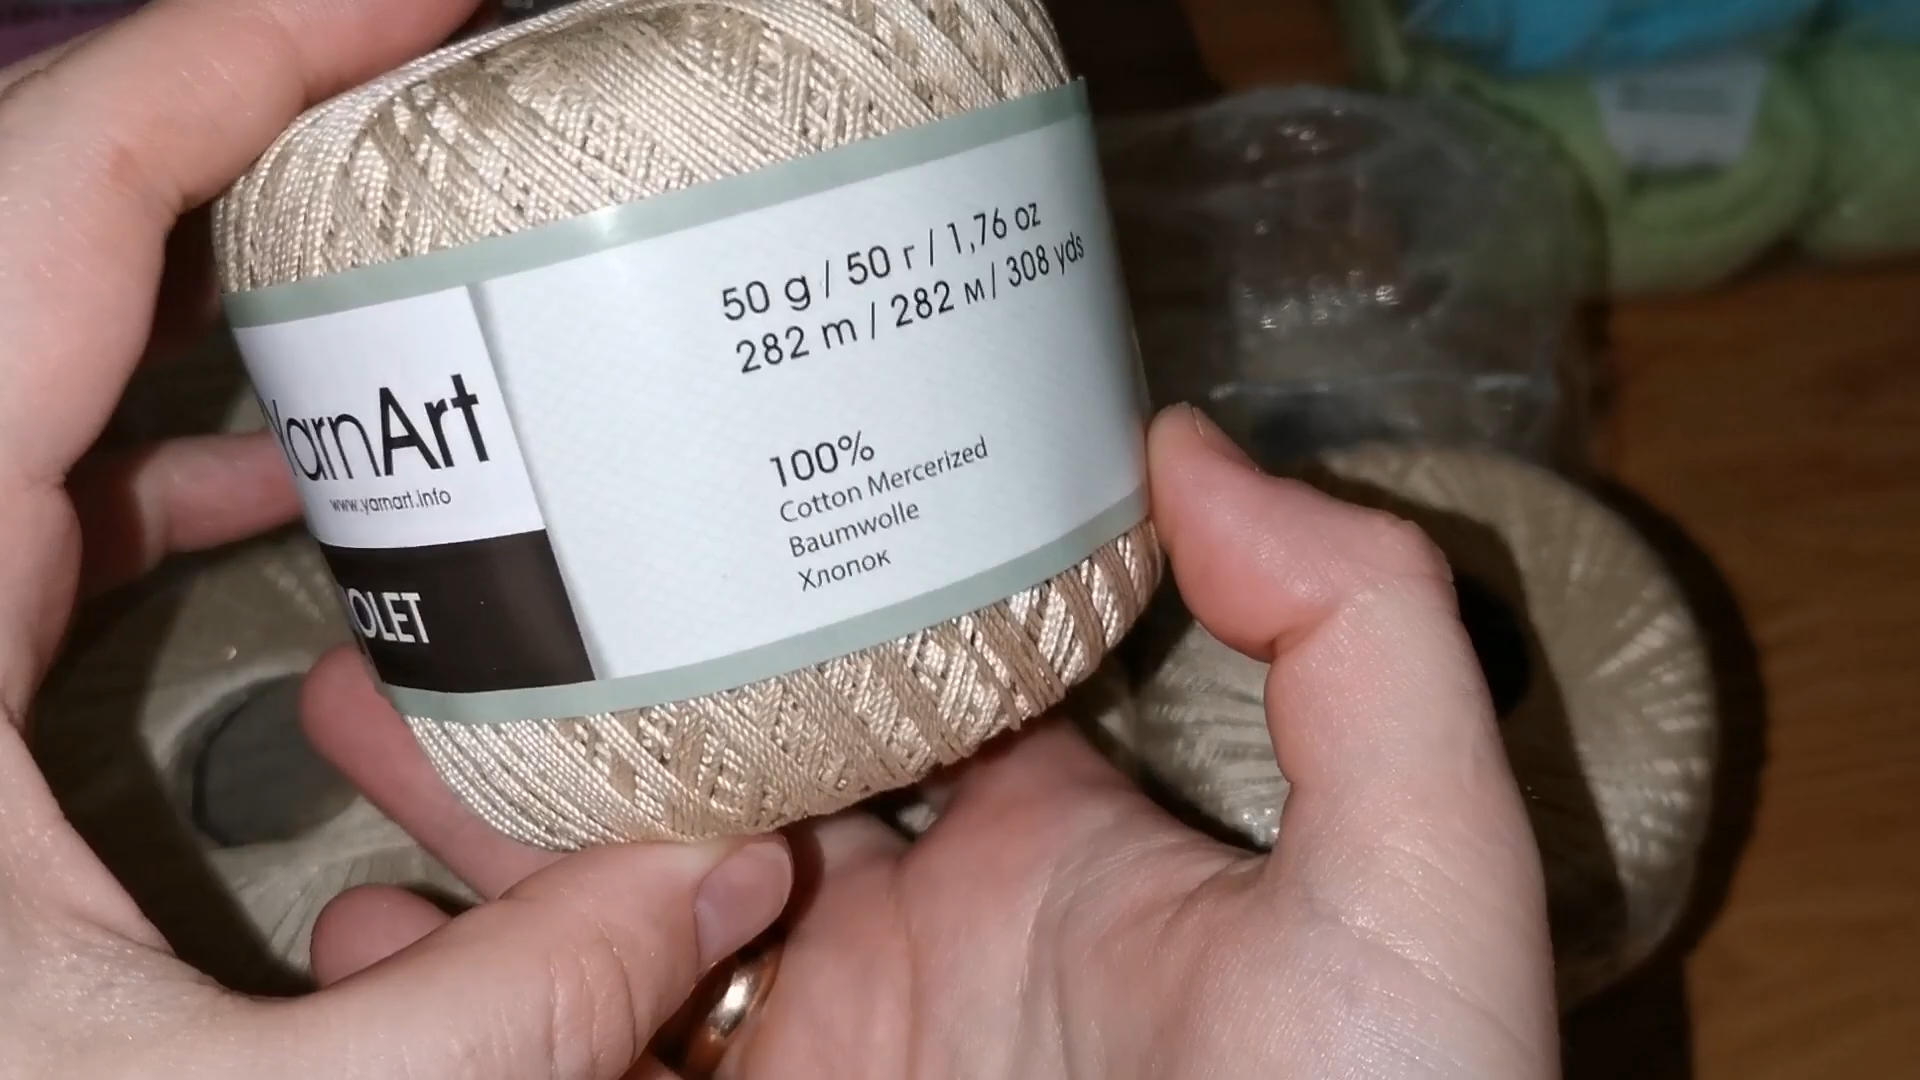 50 g / 50 г / 1,76 oz
282 m / 282 м / 308 yds
YarnArt
www.yarnart.info
OLET
100%
Cotton Mercerized
Baumwolle
Хлопок